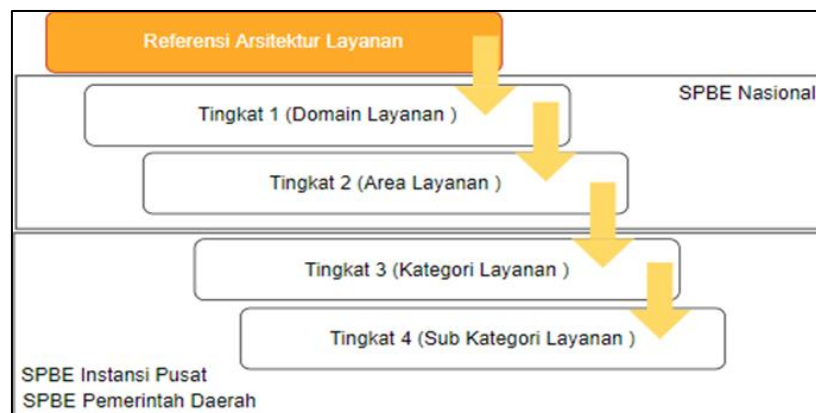 Referensi Arsitektur Layanan
SPBE Nasional
Tingkat 1 (Domain Layanan )
Tingkat 2 (Area Layanan )
Tingkat 3 (Kategori Layanan )
Tingkat 4 (Sub Kategori Layanan )
SPBE Instansi Pusat
SPBE Pemerintah Daerah